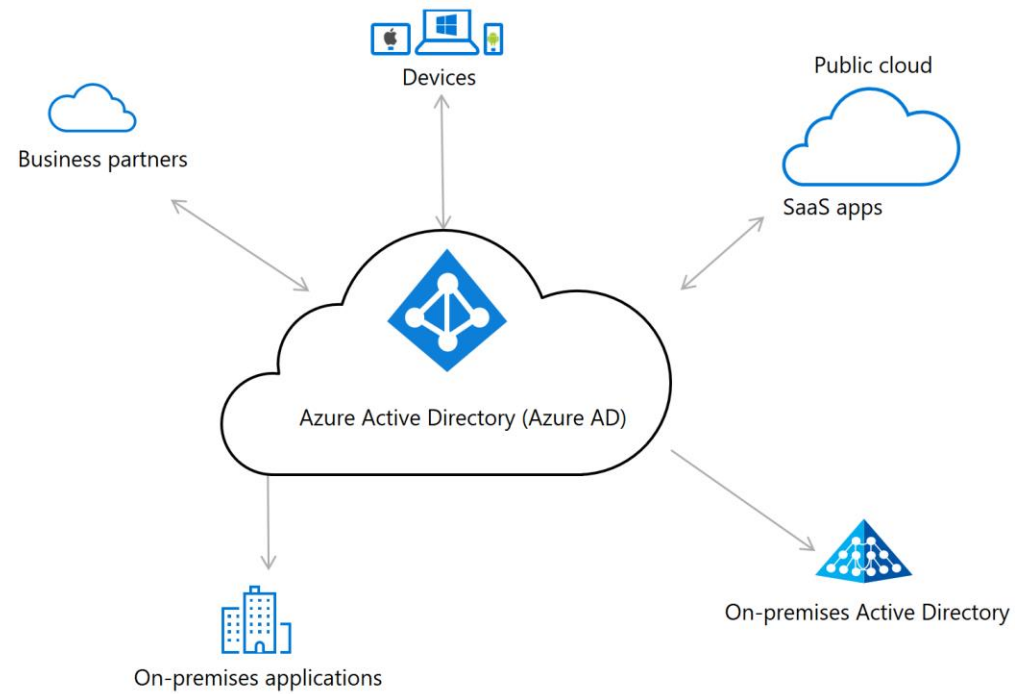 Devices
Public cloud
Business partners
SaaS apps
Azure Active Directory (Azure AD)
On-premises Active Directory
On-premises applications